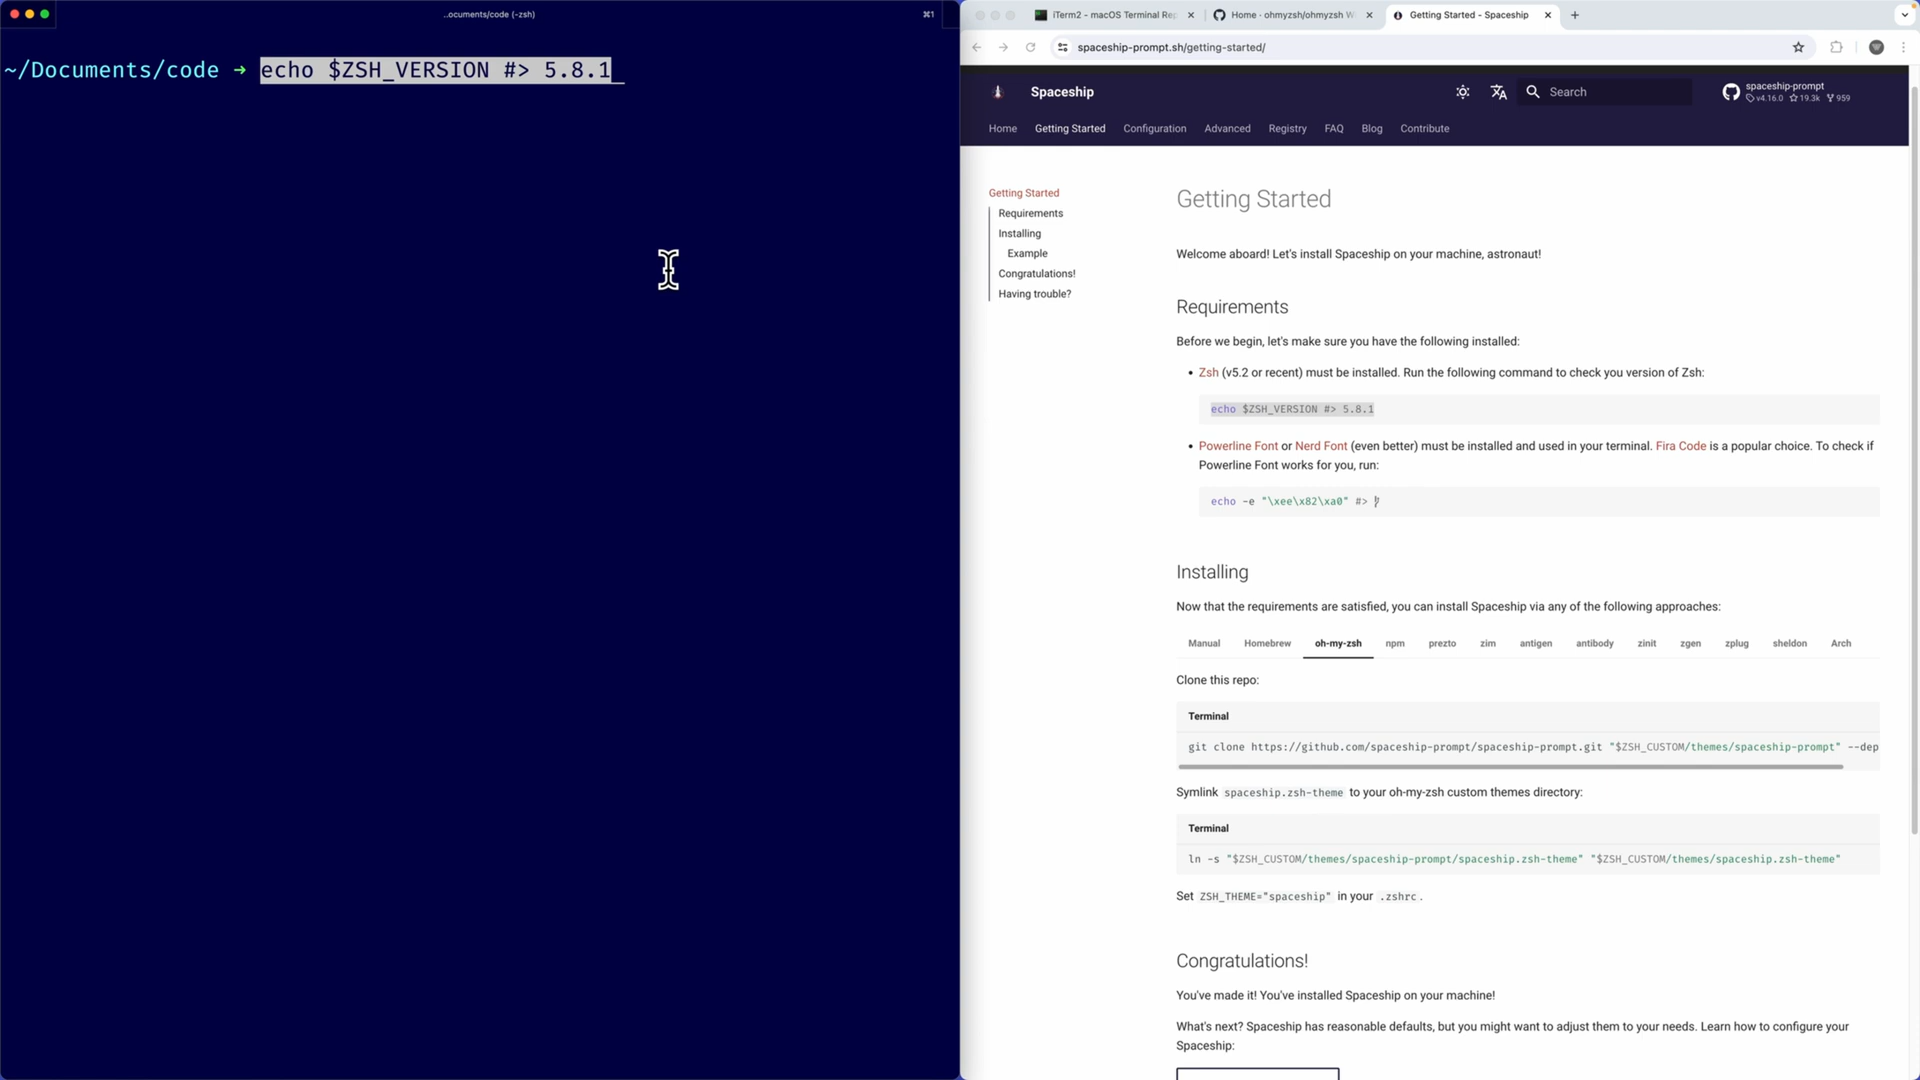 ..ocuments/code (-zsh)
⌘1
~/Documents/code → echo $ZSH_VERSION #> 5.8.1_
iTerm2 - macOS Terminal Rep
Home · ohmyzsh/ohmyzsh W
Getting Started - Spaceship
spaceship-prompt.sh/getting-started/
Spaceship
Search
spaceship-prompt
v4.16.0 19.3k 959
Home Getting Started Configuration Advanced Registry FAQ Blog Contribute
Getting Started
Requirements
Installing
Example
Congratulations!
Having trouble?
Getting Started
Welcome aboard! Let's install Spaceship on your machine, astronaut!
Requirements
Before we begin, let's make sure you have the following installed:
• Zsh (v5.2 or recent) must be installed. Run the following command to check you version of Zsh:
echo $ZSH_VERSION #> 5.8.1
• Powerline Font or Nerd Font (even better) must be installed and used in your terminal. Fira Code is a popular choice. To check if
Powerline Font works for you, run:
echo -e "\xee\x82\xa0" #> 
Installing
Now that the requirements are satisfied, you can install Spaceship via any of the following approaches:
Manual Homebrew oh-my-zsh npm prezto zim antigen antibody zinit zgen zplug sheldon Arch
Clone this repo:
Terminal
git clone https://github.com/spaceship-prompt/spaceship-prompt.git "$ZSH_CUSTOM/themes/spaceship-prompt" --dep
Symlink spaceship.zsh-theme to your oh-my-zsh custom themes directory:
Terminal
ln -s "$ZSH_CUSTOM/themes/spaceship-prompt/spaceship.zsh-theme" "$ZSH_CUSTOM/themes/spaceship.zsh-theme"
Set ZSH_THEME="spaceship" in your .zshrc.
Congratulations!
You've made it! You've installed Spaceship on your machine!
What's next? Spaceship has reasonable defaults, but you might want to adjust them to your needs. Learn how to configure your
Spaceship: